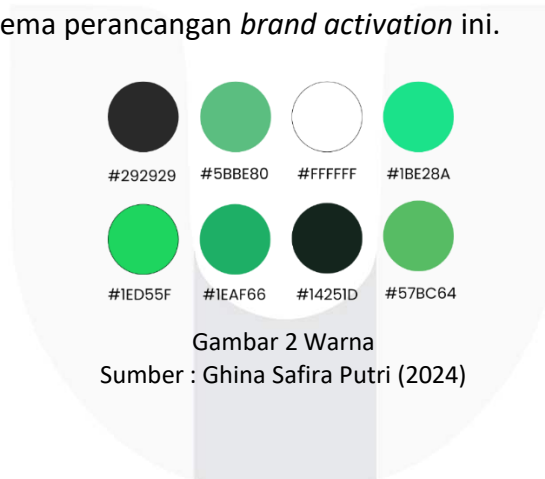 ema perancangan brand activation ini.
#292929 #5BBE80 #FFFFFF #1BE28A
#1ED55F #1EAF66 #14251D #57BC64
Gambar 2 Warna
Sumber : Ghina Safira Putri (2024)